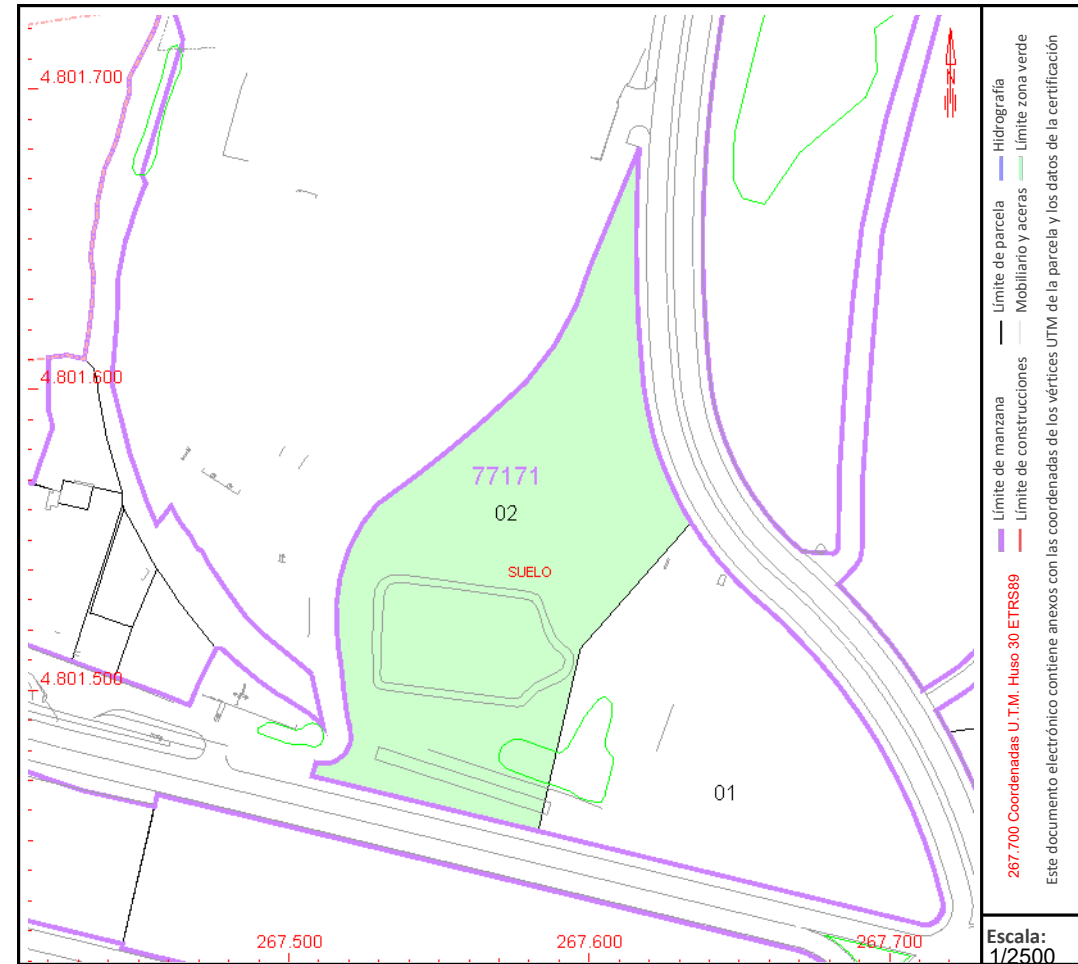 4.801.700
4.801.600
77171
02
SUELO
4.801.500
01
267.500
267.600
267.700
Hidrografía
Límite zona verde
Límite de parcela
Mobiliario y aceras
Límite de manzana
Límite de construcciones
267.700 Coordenadas U.T.M. Huso 30 ETRS89
Este documento electrónico contiene anexos con las coordenadas de los vértices UTM de la parcela y los datos de la certificación
Escala:
1/2500